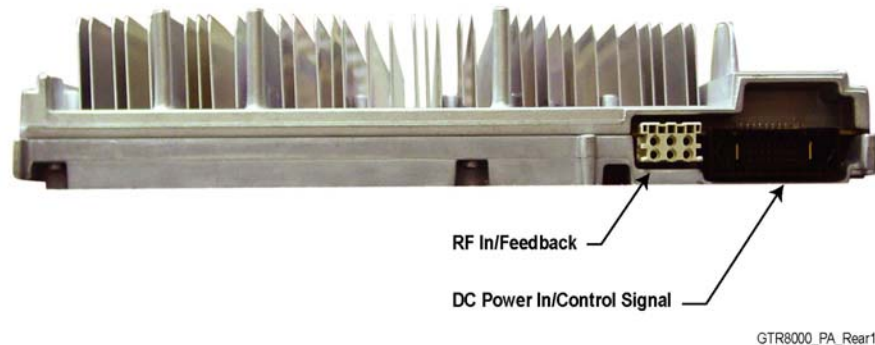 RF In/Feedback
DC Power In/Control Signal
GTR8000_PA_Rear1